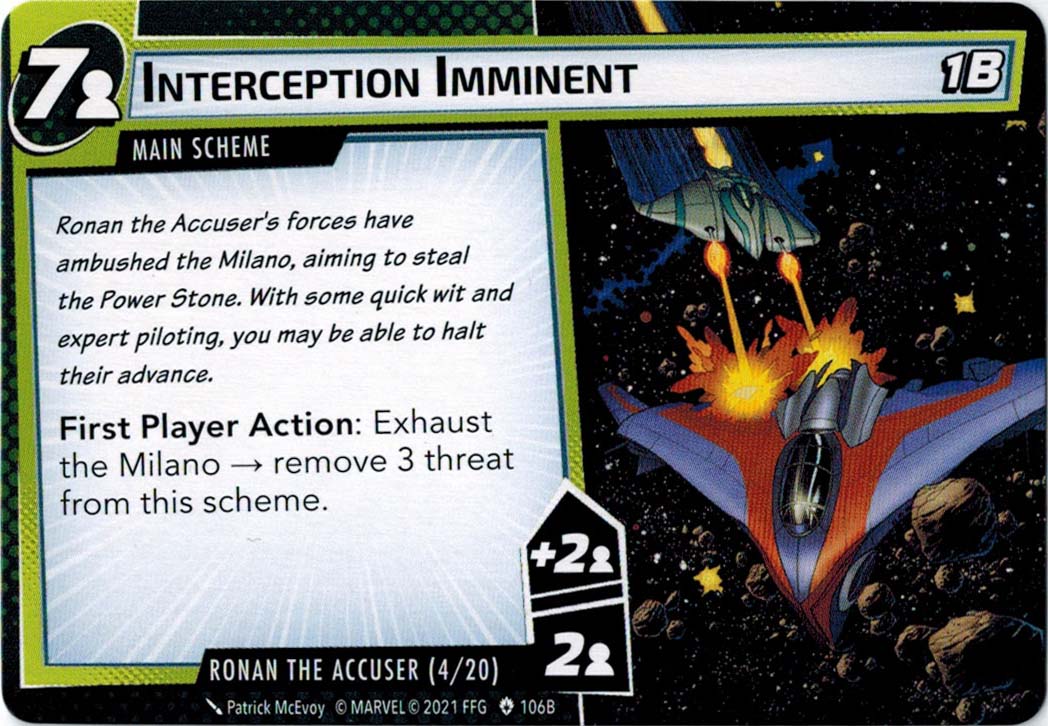 7
INTERCEPTION IMMINENT
1B
MAIN SCHEME
Ronan the Accuser's forces have
ambushed the Milano, aiming to steal
the Power Stone. With some quick wit and
expert piloting, you may be able to halt
their advance.
First Player Action: Exhaust
the Milano → remove 3 threat
from this scheme.
+2
2
RONAN THE ACCUSER (4/20)
Patrick McEvoy © MARVEL © 2021 FFG 106B